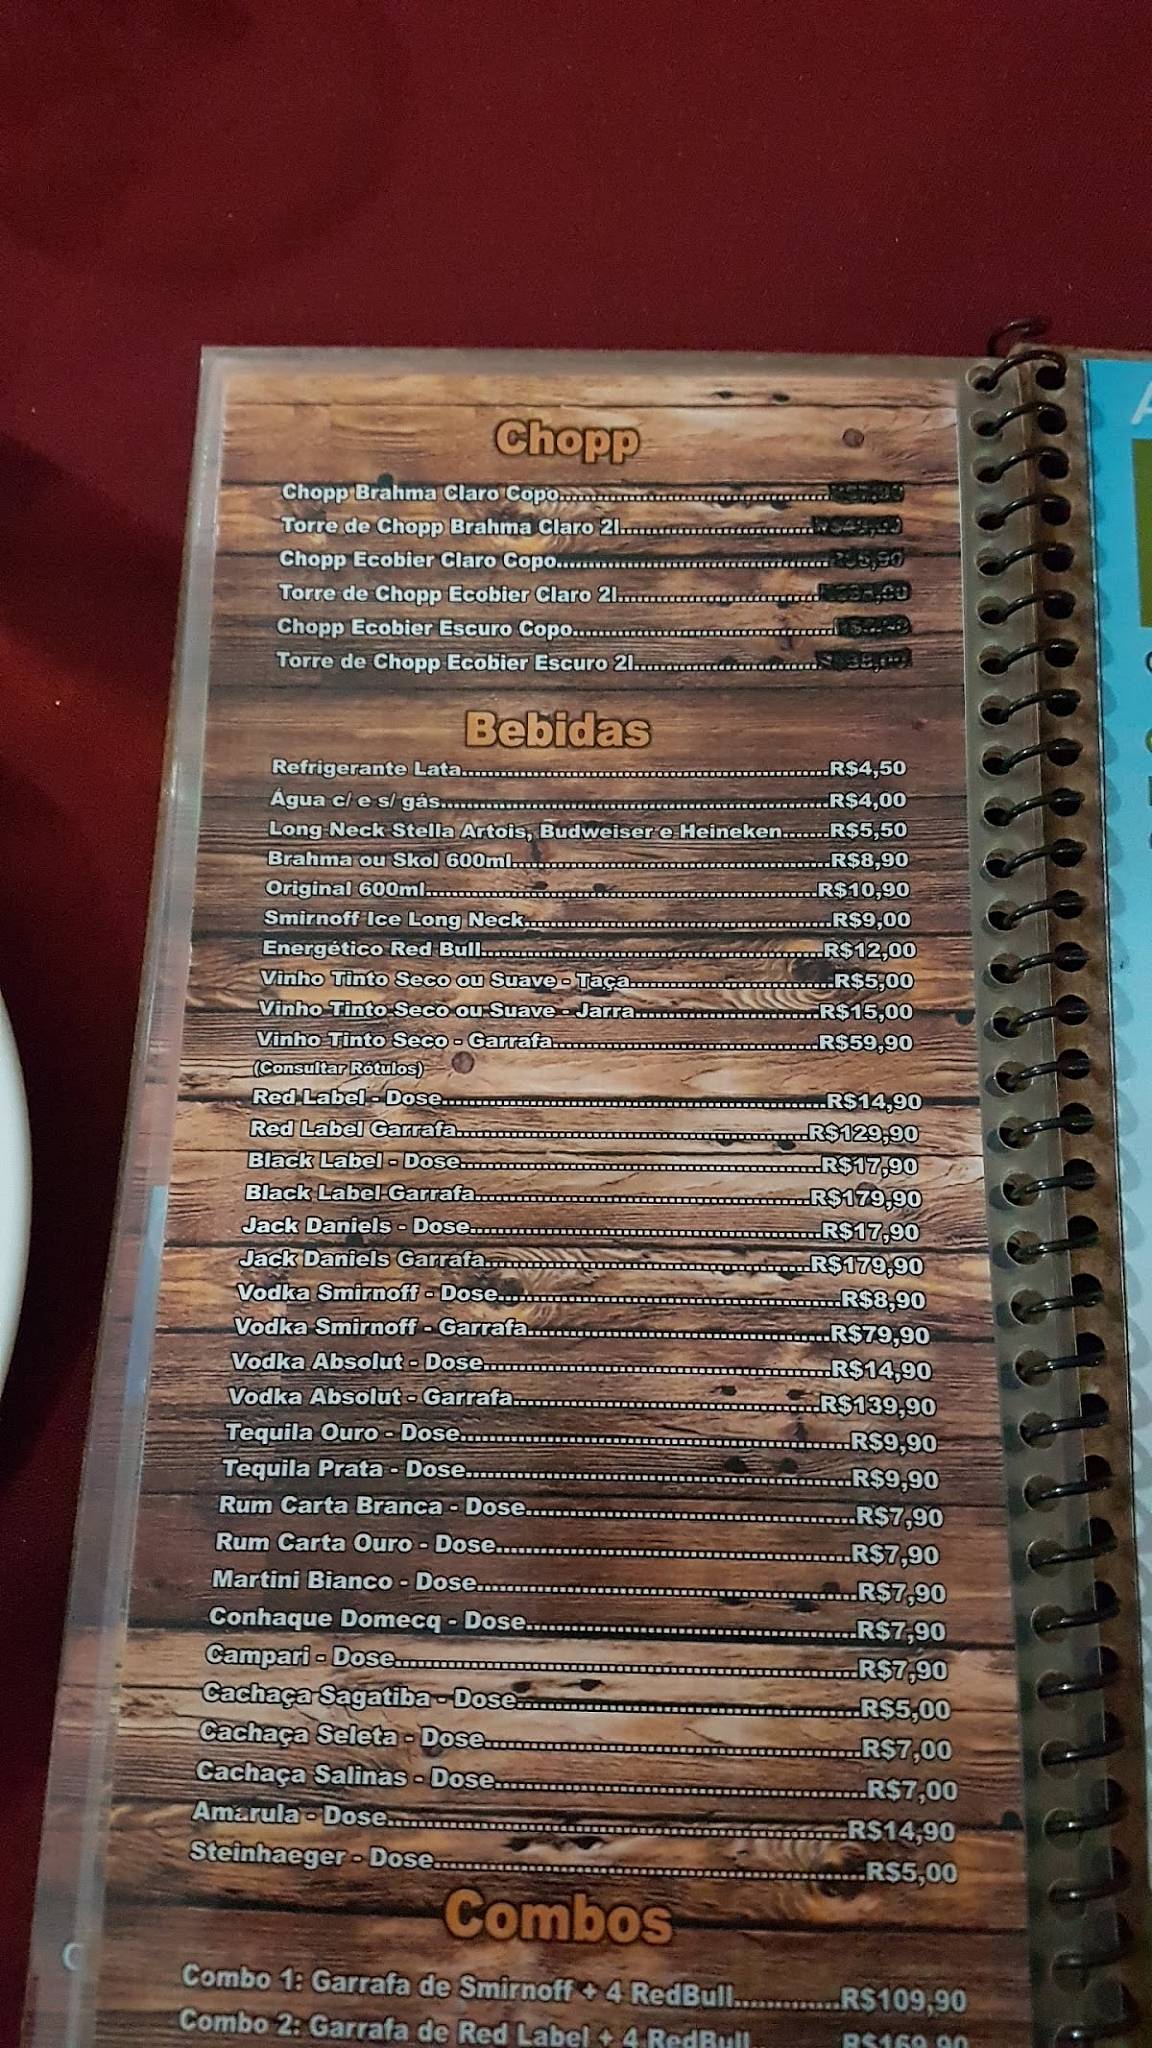 Chopp
Chopp Brahma Claro Copo
Torre de Chopp Brahma Claro 2l
Chopp Ecobier Claro Copo
Torre de Chopp Ecobier Claro 2l
Chopp Ecobier Escuro Copo
Torre de Chopp Ecobier Escuro 2l
Bebidas
Refrigerante Lata R$4,50
Água c/ e s/ gás R$4,00
Long Neck Stella Artois, Budweiser e Heineken R$5,50
Brahma ou Skol 600ml R$8,90
Original 600ml R$10,90
Smirnoff Ice Long Neck R$9,00
Energético Red Bull R$12,00
Vinho Tinto Seco ou Suave - Taça R$5,00
Vinho Tinto Seco ou Suave - Jarra R$15,00
Vinho Tinto Seco - Garrafa R$59,90
(Consultar Rótulos)
Red Label - Dose R$14,90
Red Label Garrafa R$129,90
Black Label - Dose R$17,90
Black Label Garrafa R$179,90
Jack Daniels - Dose R$17,90
Jack Daniels Garrafa R$179,90
Vodka Smirnoff - Dose R$8,90
Vodka Smirnoff - Garrafa R$79,90
Vodka Absolut - Dose R$14,90
Vodka Absolut - Garrafa R$139,90
Tequila Ouro - Dose R$9,90
Tequila Prata - Dose R$9,90
Rum Carta Branca - Dose R$7,90
Rum Carta Ouro - Dose R$7,90
Martini Bianco - Dose R$7,90
Conhaque Domecq - Dose R$7,90
Campari - Dose R$7,90
Cachaça Sagatiba - Dose R$5,00
Cachaça Seleta - Dose R$7,00
Cachaça Salinas - Dose R$7,00
Amarula - Dose R$14,90
Steinhaeger - Dose R$5,00
Combos
Combo 1: Garrafa de Smirnoff + 4 RedBull R$109,90
Combo 2: Garrafa de Red Label + 4 RedBull R$169,90